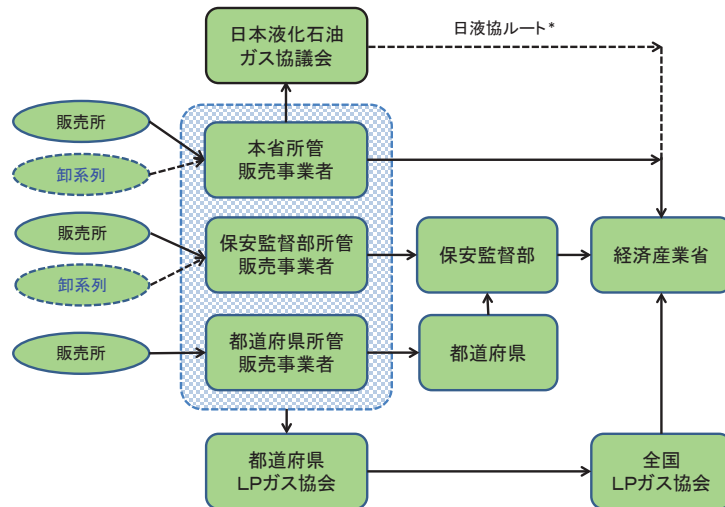 日本液化石油
ガス協議会
日液協ルート*
販売所
卸系列
本省所管
販売事業者
販売所
卸系列
保安監督部所管
販売事業者
保安監督部
経済産業省
販売所
都道府県所管
販売事業者
都道府県
都道府県
LPガス協会
全国
LPガス協会